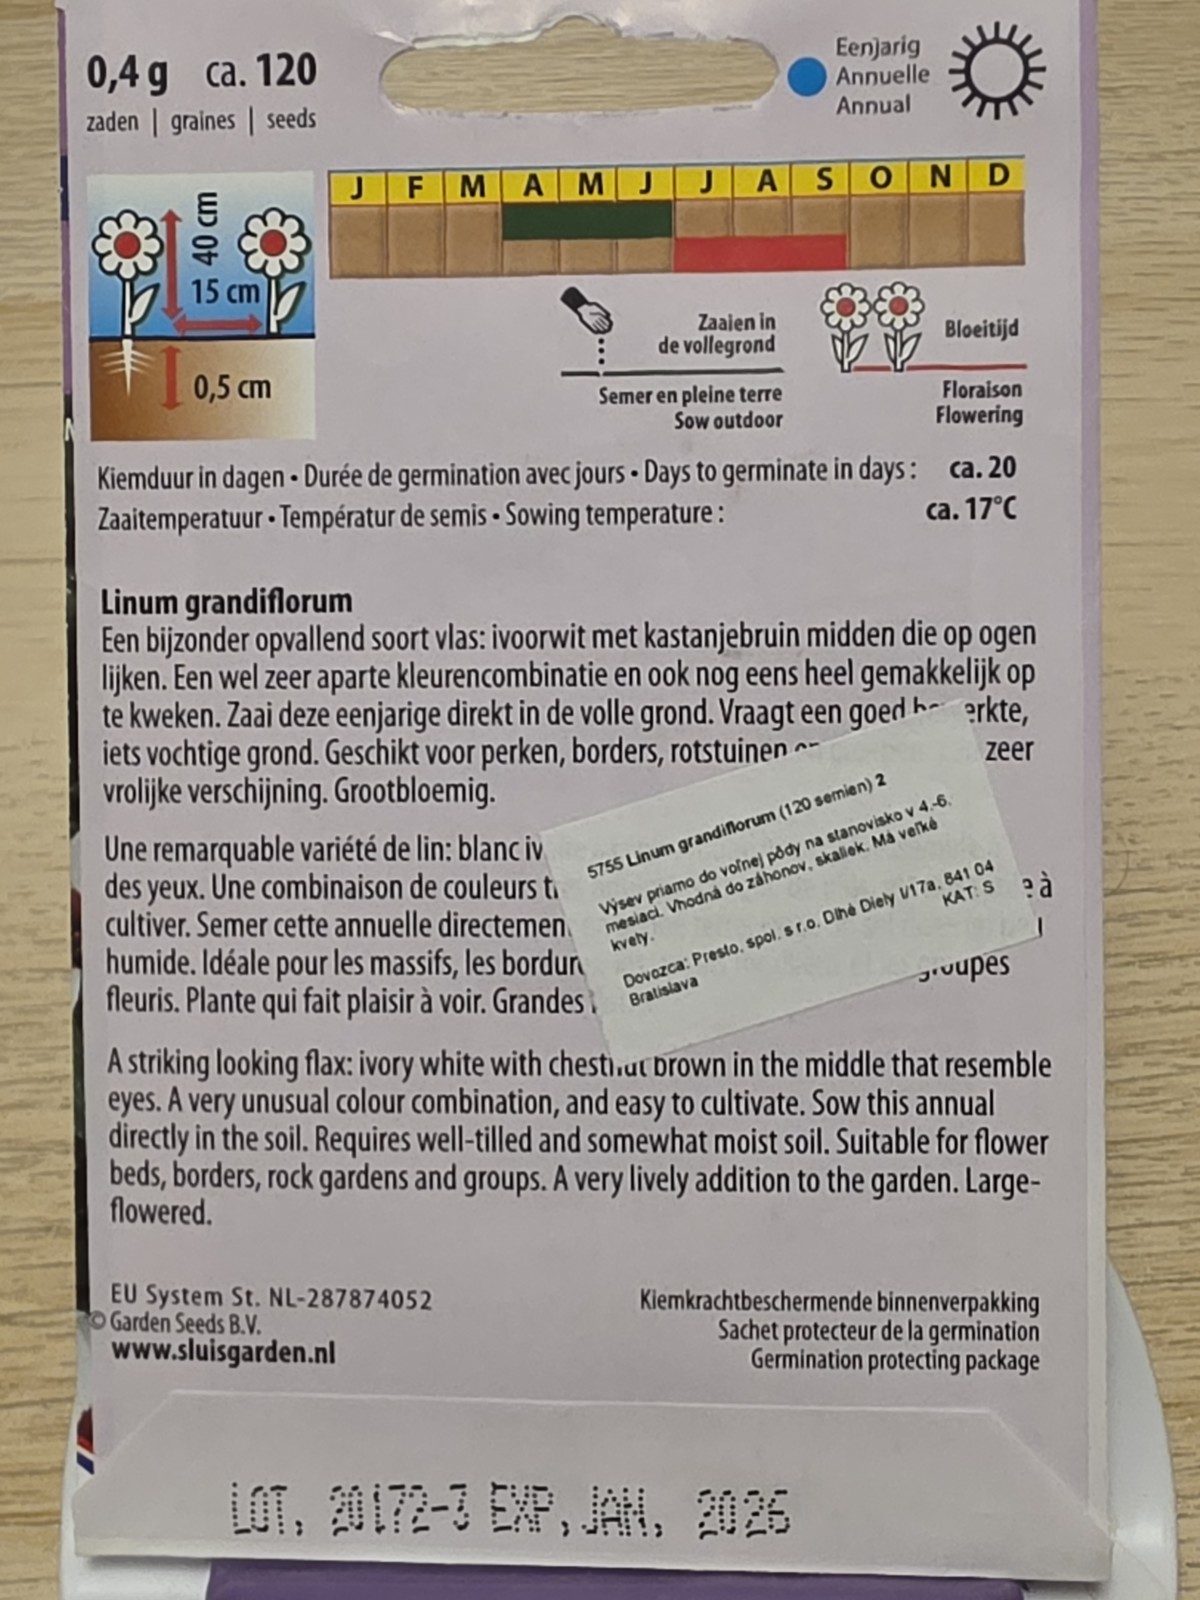 0,4 g ca. 120
zaden | graines | seeds
Eenjarig
Annuelle
Annual
J F M A M J J A S O N D
40 cm
15 cm
0,5 cm
Zaaien in
de vollegrond
Semer en pleine terre
Sow outdoor
Bloeitijd
Floraison
Flowering
Kiemduur in dagen • Durée de germination avec jours • Days to germinate in days : ca. 20
Zaaitemperatuur • Températur de semis • Sowing temperature : ca. 17°C
Linum grandiflorum
Een bijzonder opvallend soort vlas: ivoorwit met kastanjebruin midden die op ogen
lijken. Een wel zeer aparte kleurencombinatie en ook nog eens heel gemakkelijk op
te kweken. Zaai deze eenjarige direkt in de volle grond. Vraagt een goed
iets vochtige grond. Geschikt voor perken, borders, rotstuinen zeer
vrolijke verschijning. Grootbloemig.
Une remarquable variété de lin: blanc
des yeux. Une combinaison de couleurs
cultiver. Semer cette annuelle à
humide. Idéale pour les massifs, les
fleuris. Plante qui fait plaisir à voir. Grandes
groupes
5755 Linum grandiflorum (120 semien) 2
Výsev priamo do voľnej pôdy na stanovisko v 4.-6.
mesiaci. Vhodná do záhonov, skaliek. Má veľké
kvety.
Dovozca: Presto, spol. s r.o. Dlhé Diely I/17a, 841 04
Bratislava
KAT: S
A striking looking flax: ivory white with chestnut brown in the middle that resemble
eyes. A very unusual colour combination, and easy to cultivate. Sow this annual
directly in the soil. Requires well-tilled and somewhat moist soil. Suitable for flower
beds, borders, rock gardens and groups. A very lively addition to the garden. Large-
flowered.
EU System St. NL-287874052
© Garden Seeds B.V.
www.sluisgarden.nl
Kiemkrachtbeschermende binnenverpakking
Sachet protecteur de la germination
Germination protecting package
LOT, 20172-3 EXP, JAN, 2026